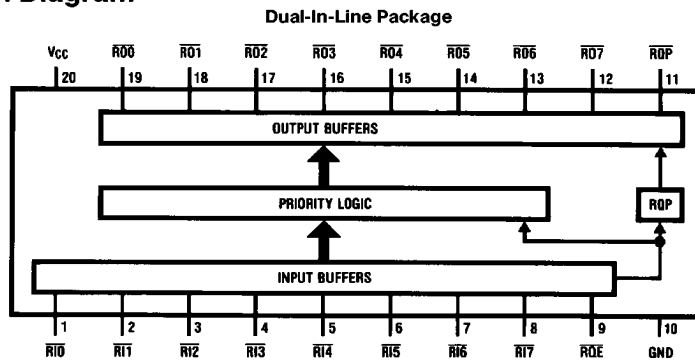 Diagram
Dual-In-Line Package
VCC RO0 RO1 RO2 RO3 RO4 RO5 RO6 RO7 RQP
20 19 18 17 16 15 14 13 12 11
OUTPUT BUFFERS
PRIORITY LOGIC RQP
INPUT BUFFERS
1 2 3 4 5 6 7 8 9 10
RI0 RI1 RI2 RI3 RI4 RI5 RI6 RI7 RQE GND